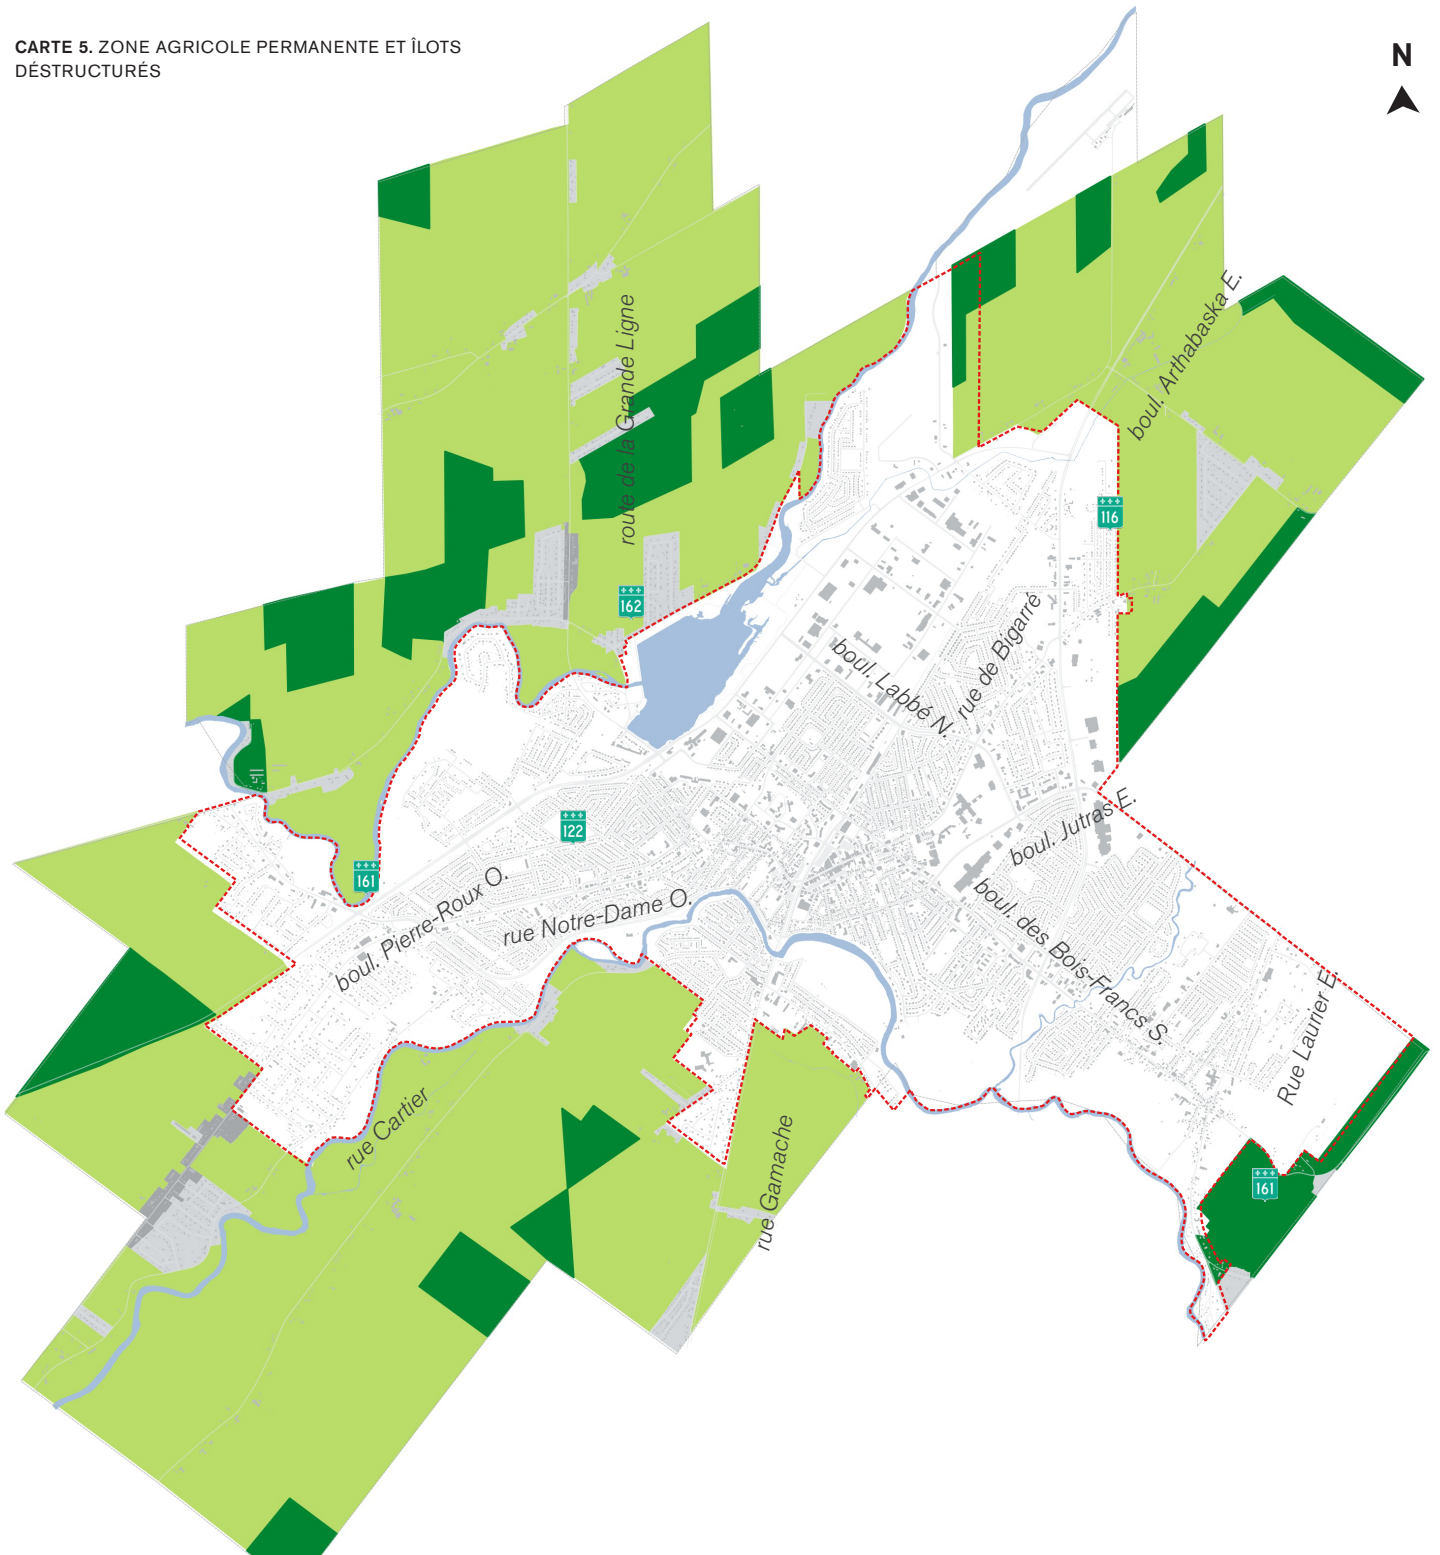 CARTE 5. ZONE AGRICOLE PERMANENTE ET ÎLOTS
DÉSTRUCTURÉS
N
boul. Arthabaska E.
route de la Grande Ligne
116
162
rue de Bigarré
boul. Labbé N.
boul. Jutras E.
122
161
boul. Pierre-Roux O.
rue Notre-Dame O.
boul. des Bois-Francs S.
Rue Laurier E.
rue Cartier
rue Gamache
161